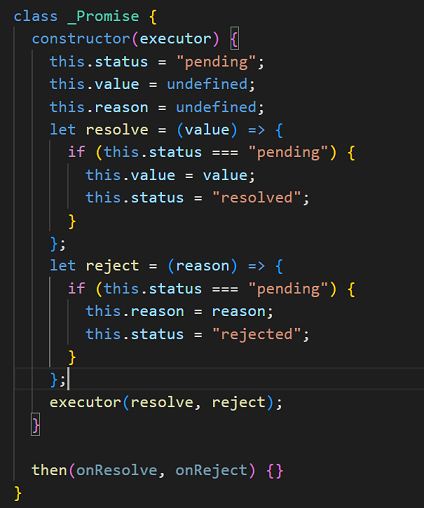 class _Promise {
  constructor(executor) {
    this.status = "pending";
    this.value = undefined;
    this.reason = undefined;
    let resolve = (value) => {
      if (this.status === "pending") {
        this.value = value;
        this.status = "resolved";
      }
    };
    let reject = (reason) => {
      if (this.status === "pending") {
        this.reason = reason;
        this.status = "rejected";
      }
    };
    executor(resolve, reject);
  }

  then(onResolve, onReject) {}
}